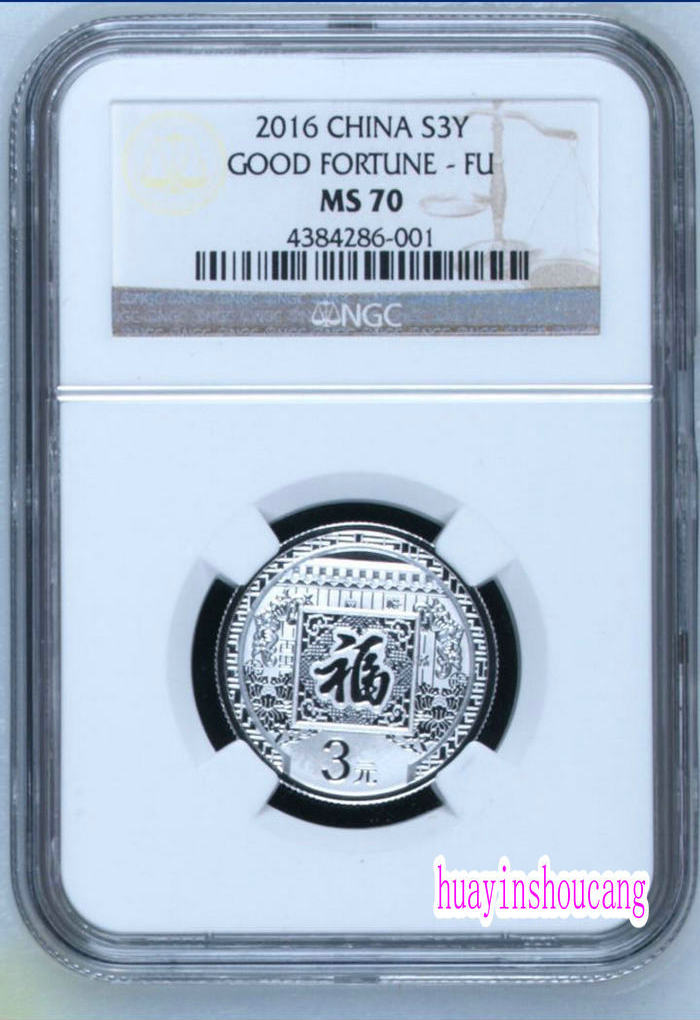 2016 CHINA S3Y
GOOD FORTUNE - FU
MS 70
4384286-001
NGC
福
3元
huayinshoucang